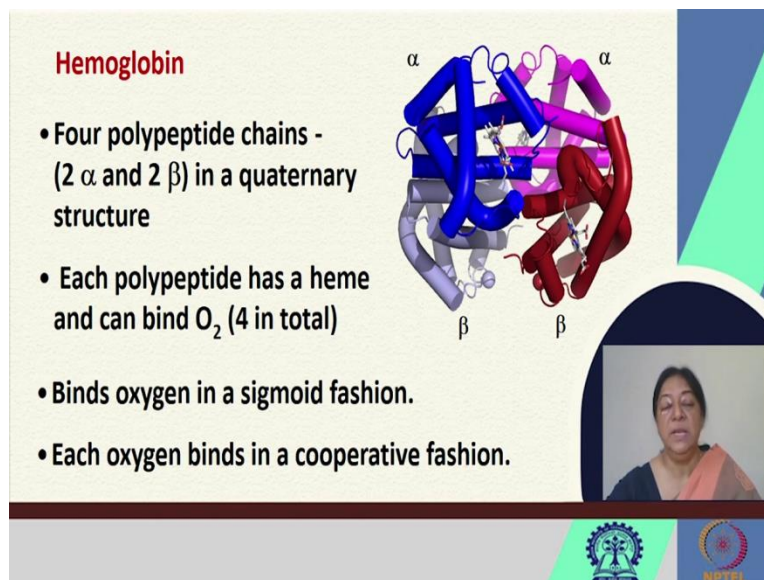 Hemoglobin
α
α
• Four polypeptide chains -
(2 α and 2 β) in a quaternary
structure
• Each polypeptide has a heme
and can bind O₂ (4 in total)
β
β
• Binds oxygen in a sigmoid fashion.
• Each oxygen binds in a cooperative fashion.
NPTEL